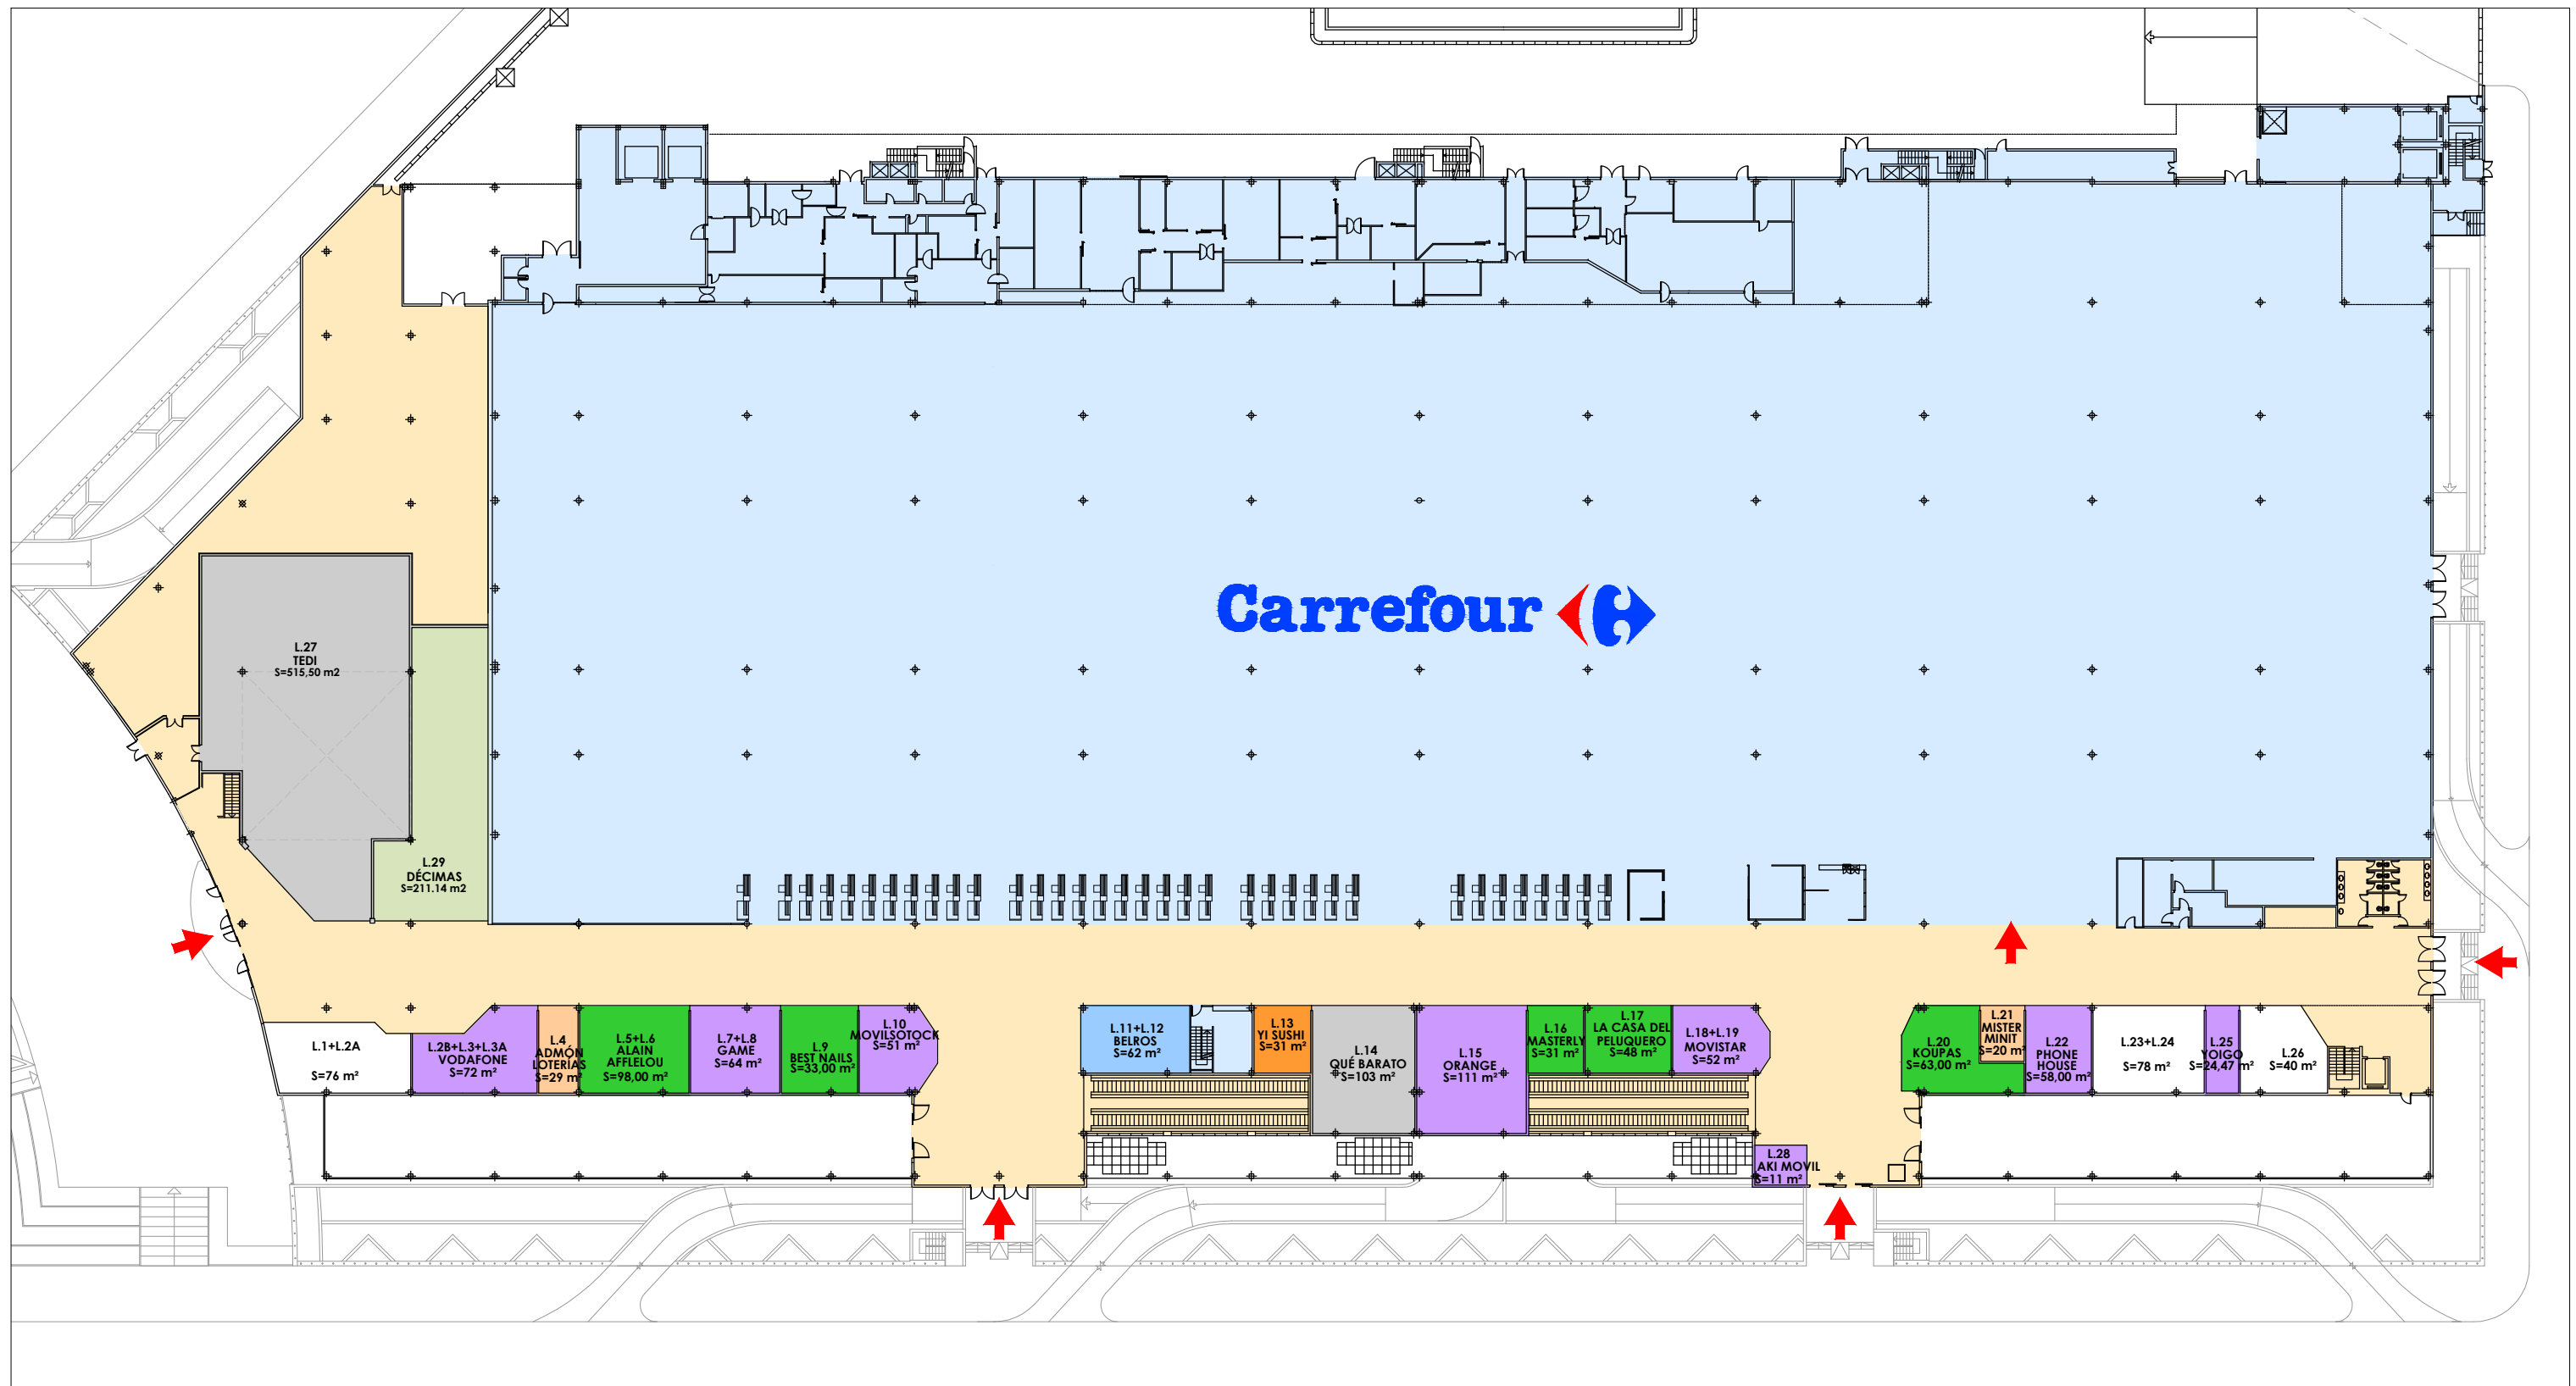 Carrefour
L.27
TEDI
S=515,50 m2
L.29
DÉCIMAS
S=211.14 m2
L.1+L.2A
S=76 m²
L.2B+L.3+L.3A
VODAFONE
S=72 m²
L.4
ADMÓN
LOTERIAS
S=29 m²
L.5+L.6
ALAIN
AFFLELOU
S=98,00 m²
L.7+L.8
GAME
S=64 m²
L.9
BEST NAILS
S=33,00 m²
L.10
MOVILSOTOCK
S=51 m²
L.11+L.12
BELROS
S=62 m²
L.13
YI SUSHI
S=31 m²
L.14
QUÉ BARATO
S=103 m²
L.15
ORANGE
S=111 m²
L.16
MASTERLY
S=31 m²
L.17
LA CASA DEL
PELUQUERO
S=48 m²
L.18+L.19
MOVISTAR
S=52 m²
L.28
AKI MOVIL
S=11 m²
L.20
KOUPAS
S=63,00 m²
L.21
MISTER
MINIT
S=20 m²
L.22
PHONE
HOUSE
S=58,00 m²
L.23+L.24
S=78 m²
L.25
YOIGO
S=24,47 m²
L.26
S=40 m²